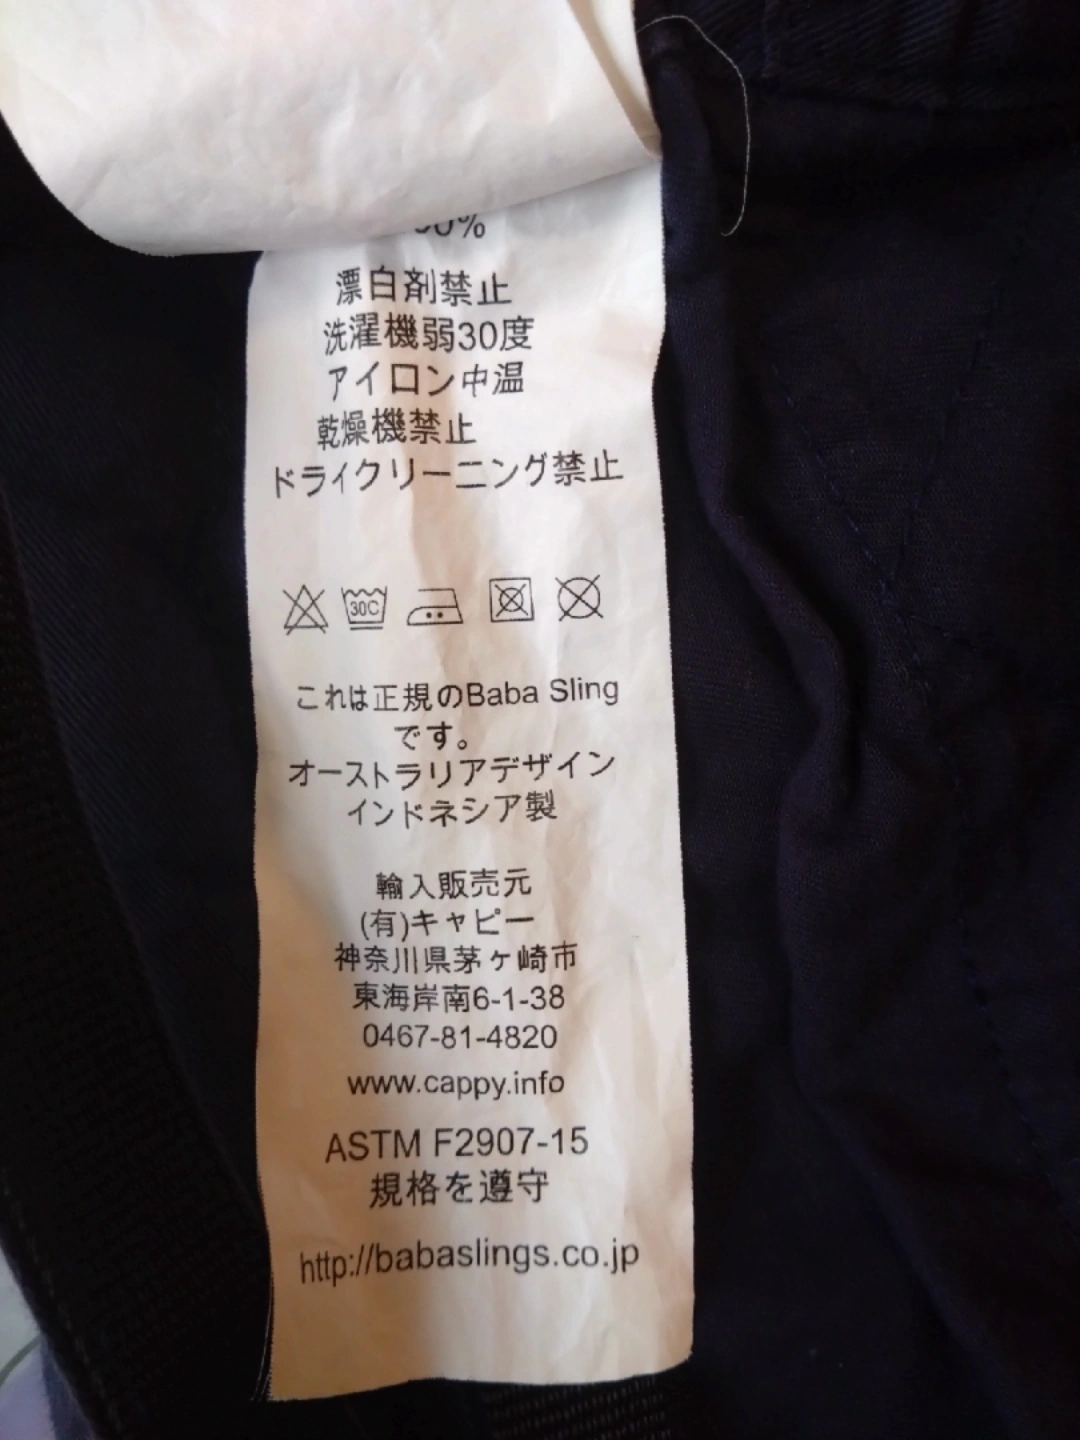 漂白剤禁止
洗濯機弱30度
アイロン中温
乾燥機禁止
ドライクリーニング禁止
30C
これは正規のBaba Sling
です。
オーストラリアデザイン
インドネシア製
輸入販売元
(有)キャピー
神奈川県茅ヶ崎市
東海岸南6-1-38
0467-81-4820
www.cappy.info
ASTM F2907-15
規格を遵守
http://babaslings.co.jp